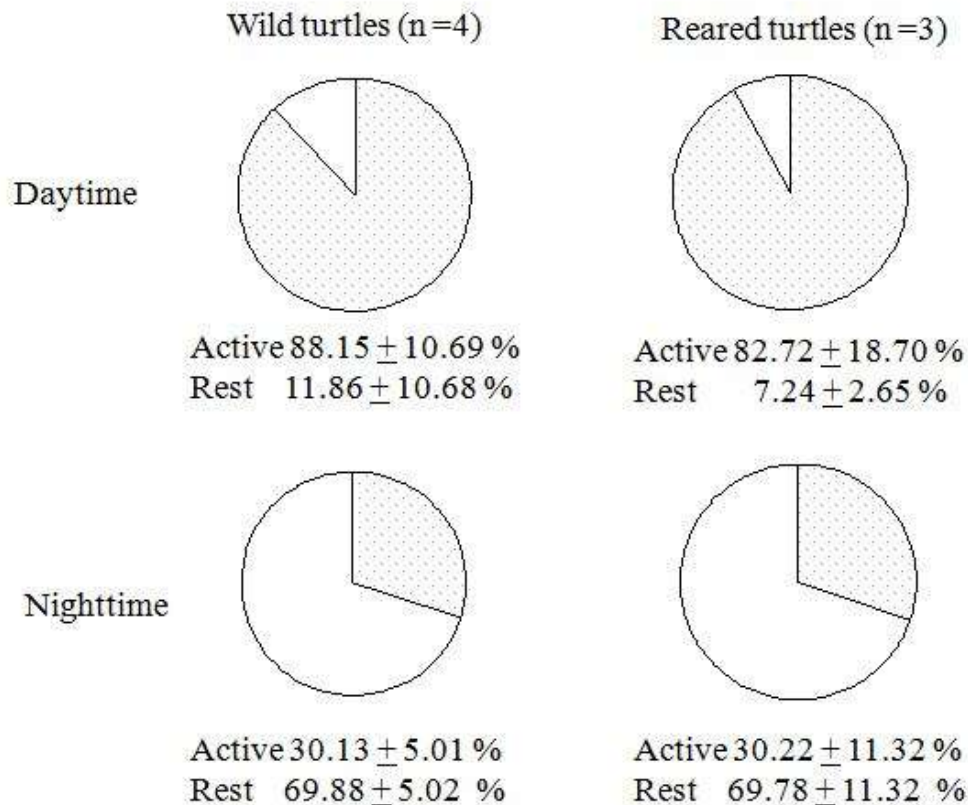 Wild turtles (n=4)
Reared turtles (n=3)
Daytime
Active 88.15 ± 10.69 %
Rest 11.86 ± 10.68 %
Active 82.72 ± 18.70 %
Rest 7.24 ± 2.65 %
Nighttime
Active 30.13 ± 5.01 %
Rest 69.88 ± 5.02 %
Active 30.22 ± 11.32 %
Rest 69.78 ± 11.32 %